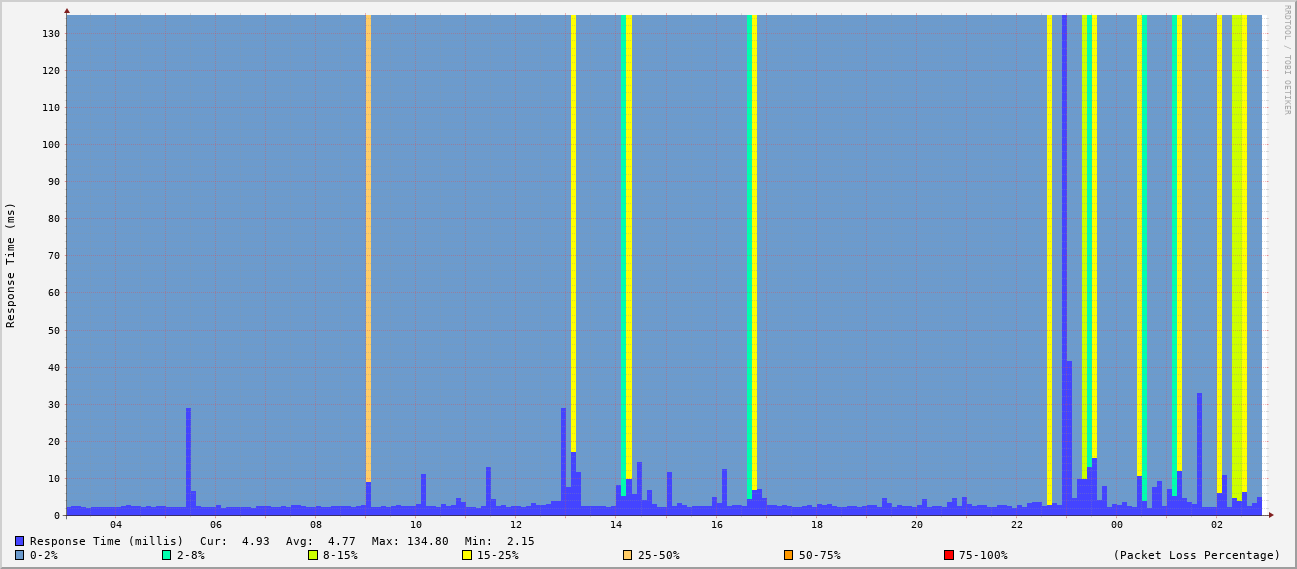 RRDTOOL / TOBI OETIKER
Response Time (ms)
130
120
110
100
90
80
70
60
50
40
30
20
10
0
04 06 08 10 12 14 16 18 20 22 00 02
Response Time (millis) Cur: 4.93 Avg: 4.77 Max: 134.80 Min: 2.15
0-2% 2-8% 8-15% 15-25% 25-50% 50-75% 75-100% (Packet Loss Percentage)